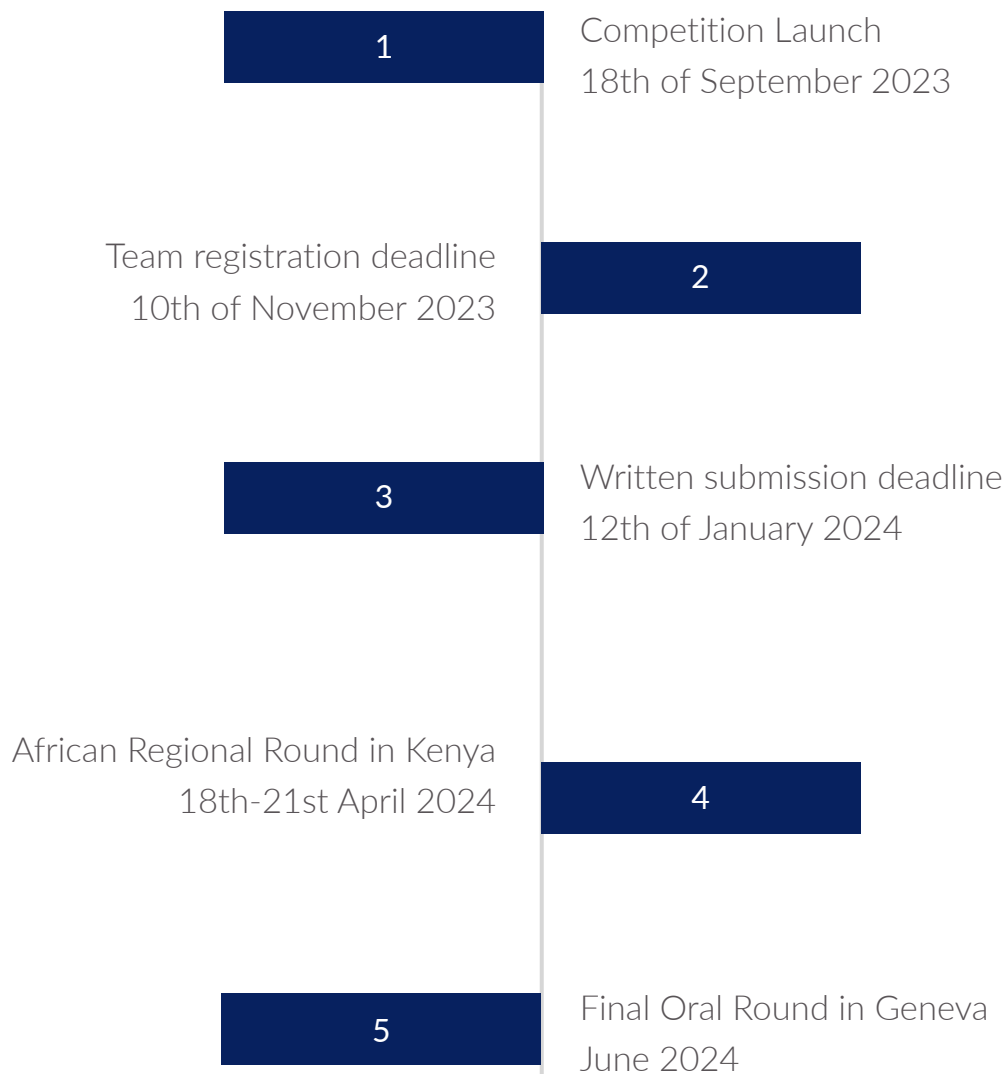 1
Competition Launch
18th of September 2023
Team registration deadline
10th of November 2023
2
3
Written submission deadline
12th of January 2024
African Regional Round in Kenya
18th-21st April 2024
4
5
Final Oral Round in Geneva
June 2024